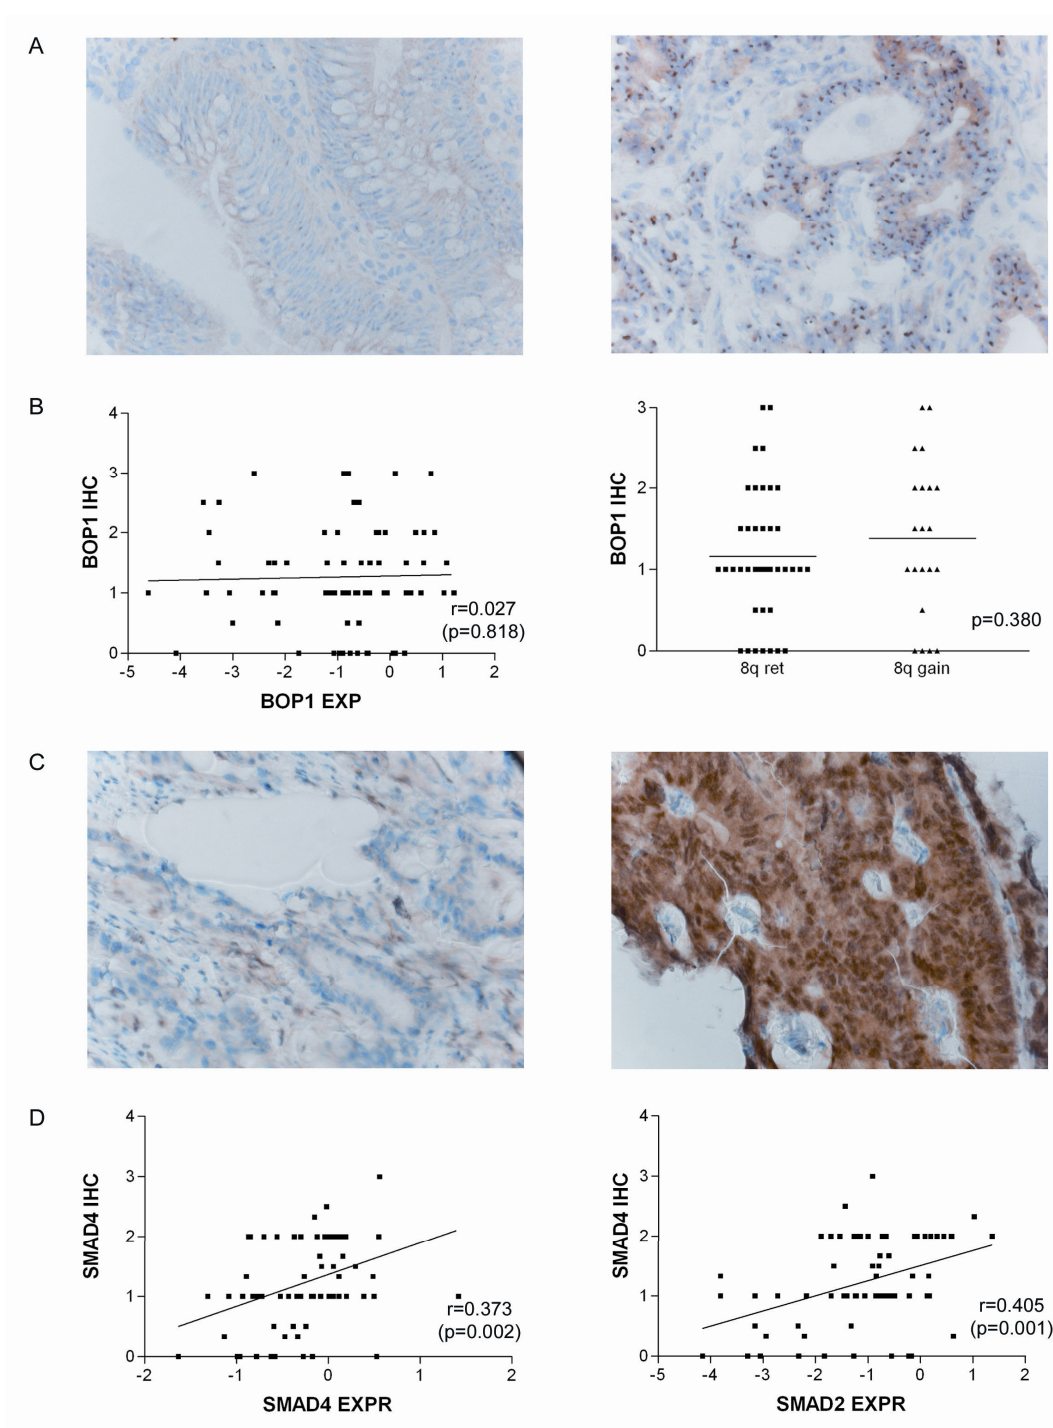 A
B
4
3
2
1
0
BOP1 IHC
-5
-4
-3
-2
-1
0
1
2
BOP1 EXP
r=0.027
(p=0.818)
3
2
1
0
BOP1 IHC
8q ret
8q gain
p=0.380
C
D
4
3
2
1
0
SMAD4 IHC
-2
-1
0
1
2
SMAD4 EXPR
r=0.373
(p=0.002)
4
3
2
1
0
SMAD4 IHC
-5
-4
-3
-2
-1
0
1
2
SMAD2 EXPR
r=0.405
(p=0.001)